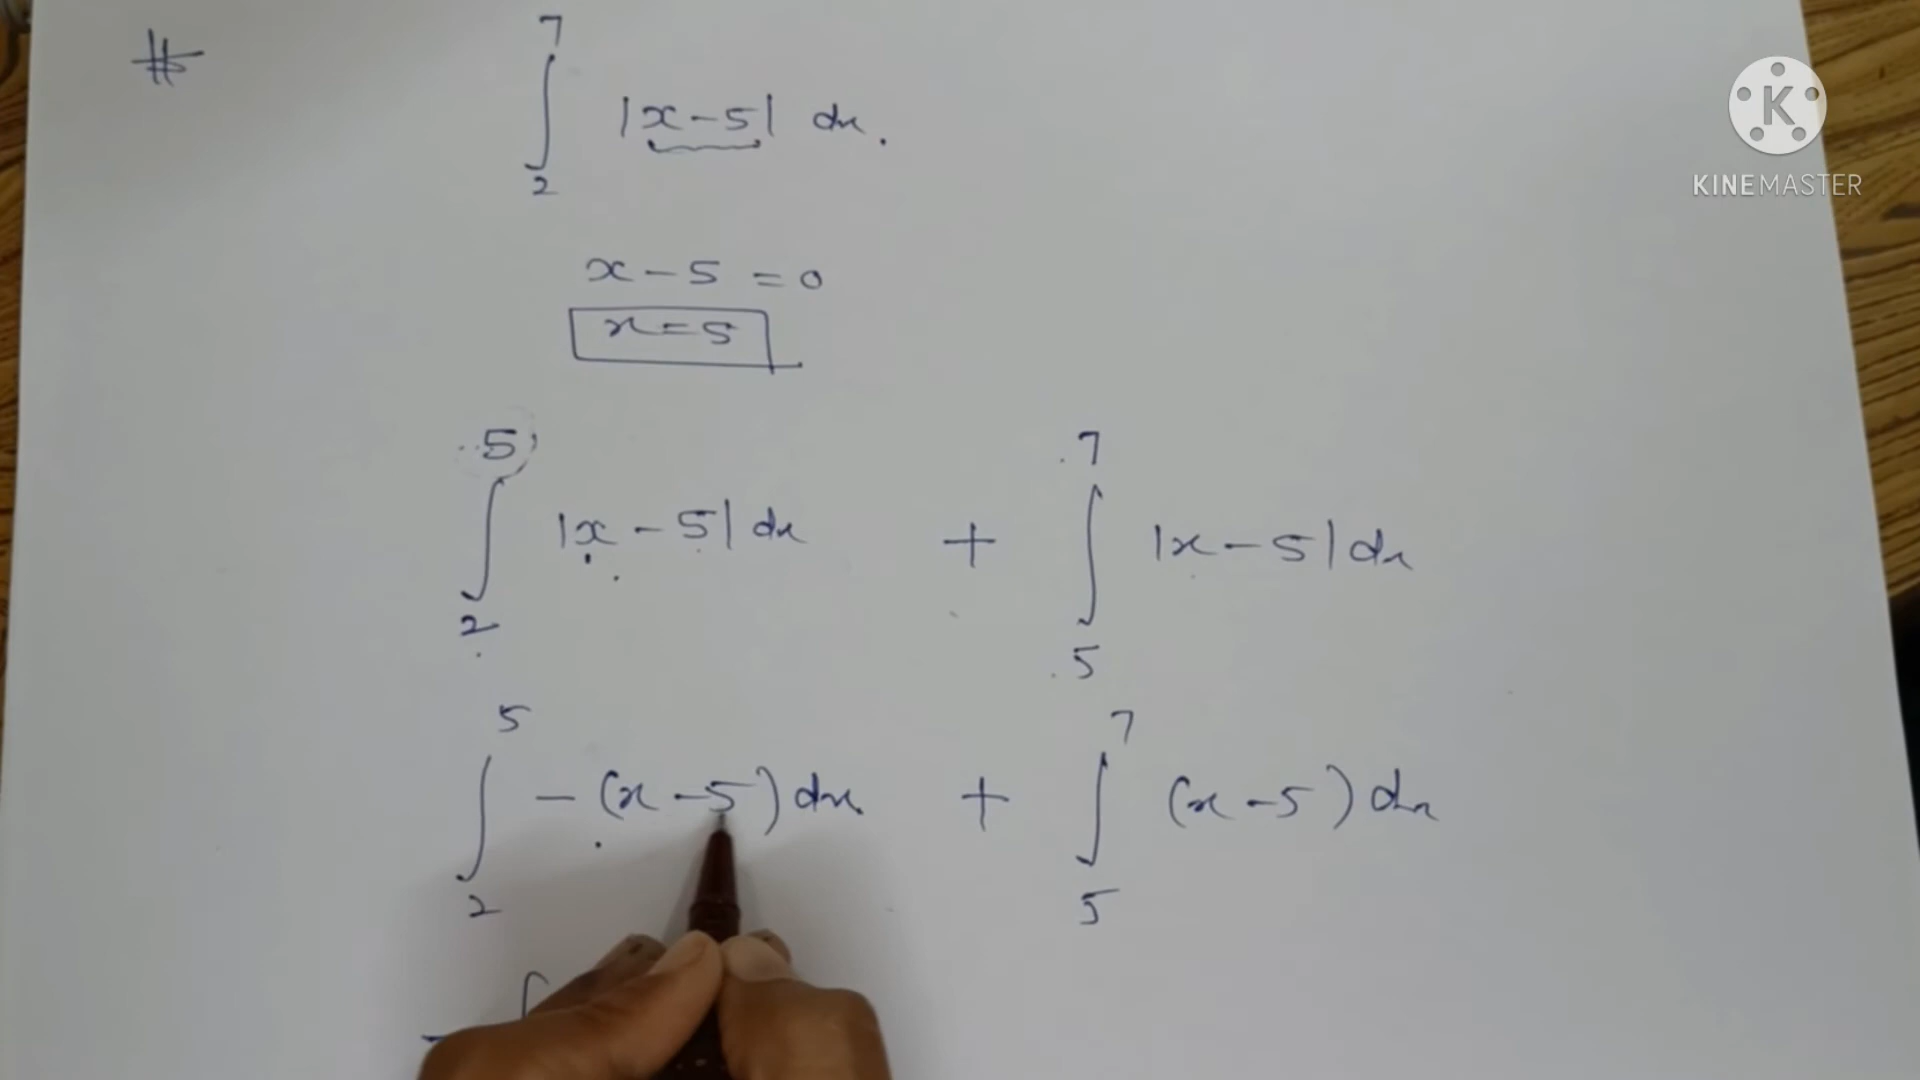 #
∫₂⁷ |x-5| dx.
K
KINEMASTER
x-5 = 0
x=5
∫₂⁵ |x-5| dx + ∫₅⁷ |x-5| dx
∫₂⁵ -(x-5) dx + ∫₅⁷ (x-5) dx